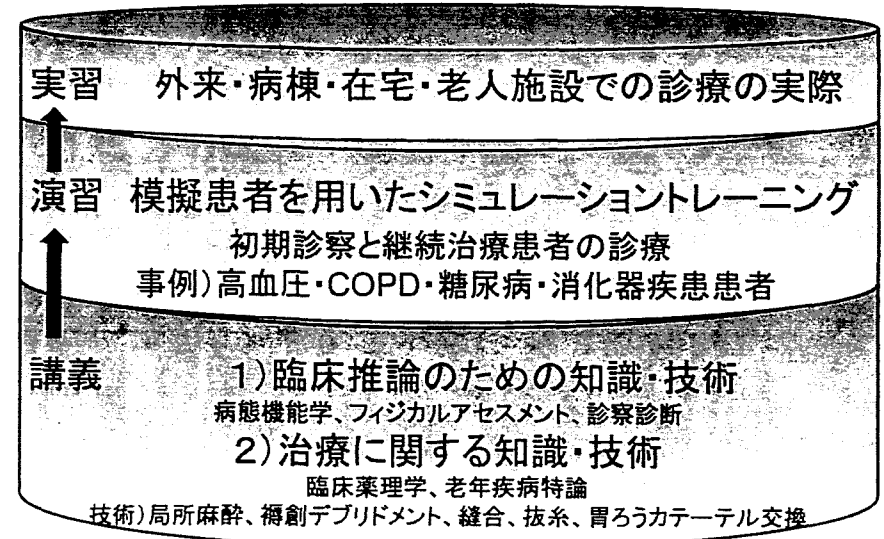 実習 外来・病棟・在宅・老人施設での診療の実際
演習 模擬患者を用いたシミュレーショントレーニング
初期診察と継続治療患者の診療
事例)高血圧・COPD・糖尿病・消化器疾患患者
講義 1)臨床推論のための知識・技術
病態機能学、フィジカルアセスメント、診察診断
2)治療に関する知識・技術
臨床薬理学、老年疾病特論
技術)局所麻酔、褥創デブリドメント、縫合、抜糸、胃ろうカテーテル交換